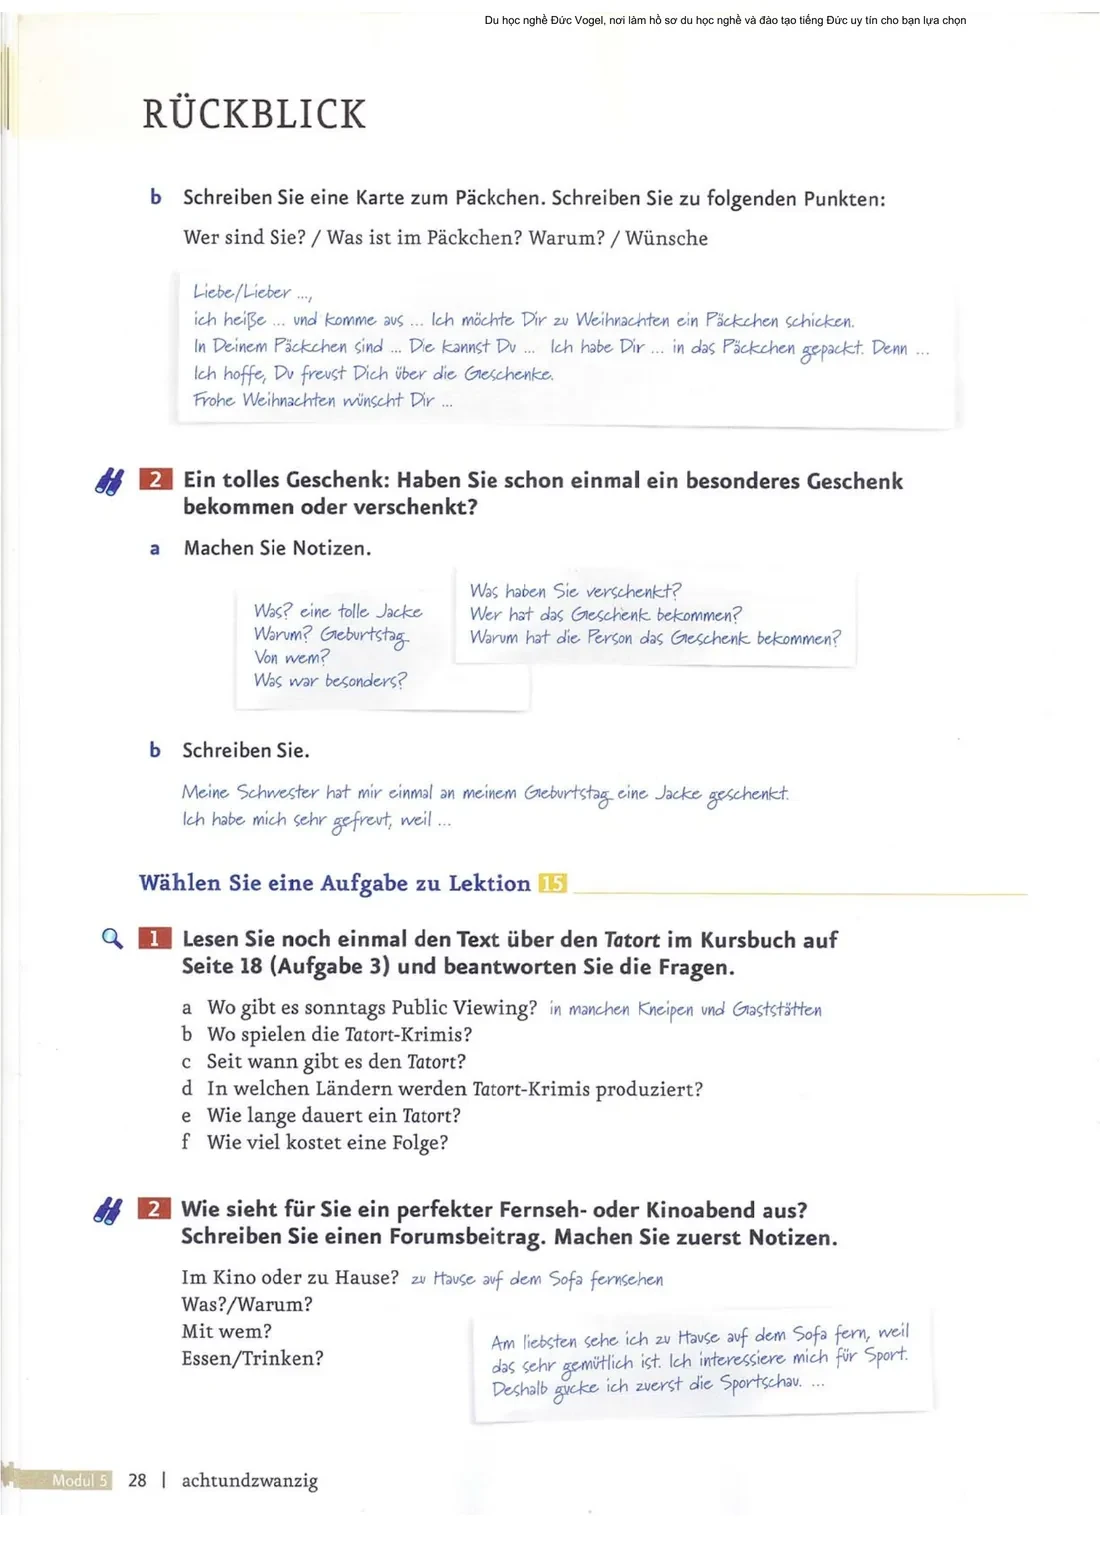 Du học nghề Đức Vogel, nơi làm hồ sơ du học nghề và đào tạo tiếng Đức uy tín cho bạn lựa chọn
RÜCKBLICK
b Schreiben Sie eine Karte zum Päckchen. Schreiben Sie zu folgenden Punkten:
Wer sind Sie? / Was ist im Päckchen? Warum? / Wünsche
Liebe/Lieber ...,
ich heiße ... und komme aus ... Ich möchte Dir zu Weihnachten ein Päckchen schicken.
In Deinem Päckchen sind ... Die kannst Du ... Ich habe Dir ... in das Päckchen gepackt. Denn ...
Ich hoffe, Du freust Dich über die Geschenke.
Frohe Weihnachten wünscht Dir ...
2 Ein tolles Geschenk: Haben Sie schon einmal ein besonderes Geschenk
bekommen oder verschenkt?
a Machen Sie Notizen.
Was? eine tolle Jacke
Warum? Geburtstag
Von wem?
Was war besonders?
Was haben Sie verschenkt?
Wer hat das Geschenk bekommen?
Warum hat die Person das Geschenk bekommen?
b Schreiben Sie.
Meine Schwester hat mir einmal an meinem Geburtstag eine Jacke geschenkt.
Ich habe mich sehr gefreut, weil ...
Wählen Sie eine Aufgabe zu Lektion 15
1 Lesen Sie noch einmal den Text über den Tatort im Kursbuch auf
Seite 18 (Aufgabe 3) und beantworten Sie die Fragen.
a Wo gibt es sonntags Public Viewing? in manchen Kneipen und Gaststätten
b Wo spielen die Tatort-Krimis?
c Seit wann gibt es den Tatort?
d In welchen Ländern werden Tatort-Krimis produziert?
e Wie lange dauert ein Tatort?
f Wie viel kostet eine Folge?
2 Wie sieht für Sie ein perfekter Fernseh- oder Kinoabend aus?
Schreiben Sie einen Forumsbeitrag. Machen Sie zuerst Notizen.
Im Kino oder zu Hause? zu Hause auf dem Sofa fernsehen
Was?/Warum?
Mit wem?
Essen/Trinken?
Am liebsten sehe ich zu Hause auf dem Sofa fern, weil
das sehr gemütlich ist. Ich interessiere mich für Sport.
Deshalb gucke ich zuerst die Sportschau. ...
Modul 5 28 | achtundzwanzig